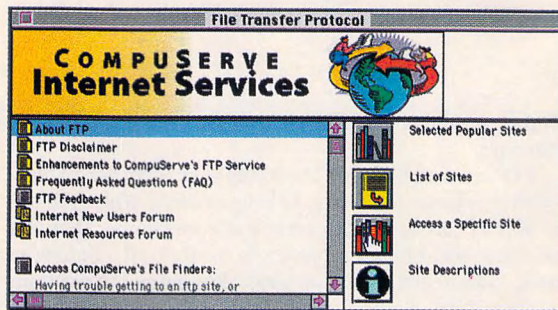 File Transfer Protocol
COMPUSERVE
Internet Services
About FTP
FTP Disclaimer
Enhancements to CompuServe's FTP Service
Frequently Asked Questions (FAQ)
FTP Feedback
Internet New Users Forum
Internet Resources Forum
Access CompuServe's File Finders:
Having trouble getting to an ftp site, or
Selected Popular Sites
List of Sites
Access a Specific Site
Site Descriptions